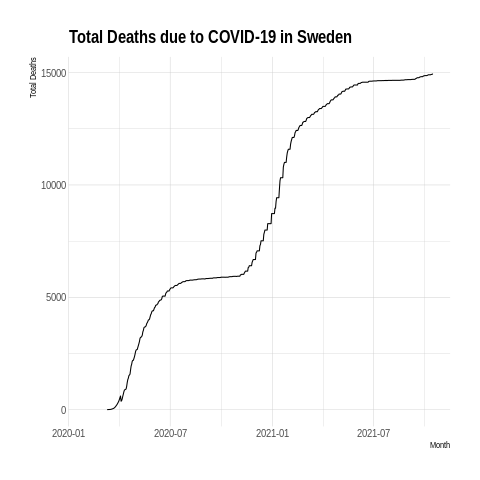 Total Deaths due to COVID-19 in Sweden
Total Deaths
15000
10000
5000
0
2020-01 2020-07 2021-01 2021-07
Month